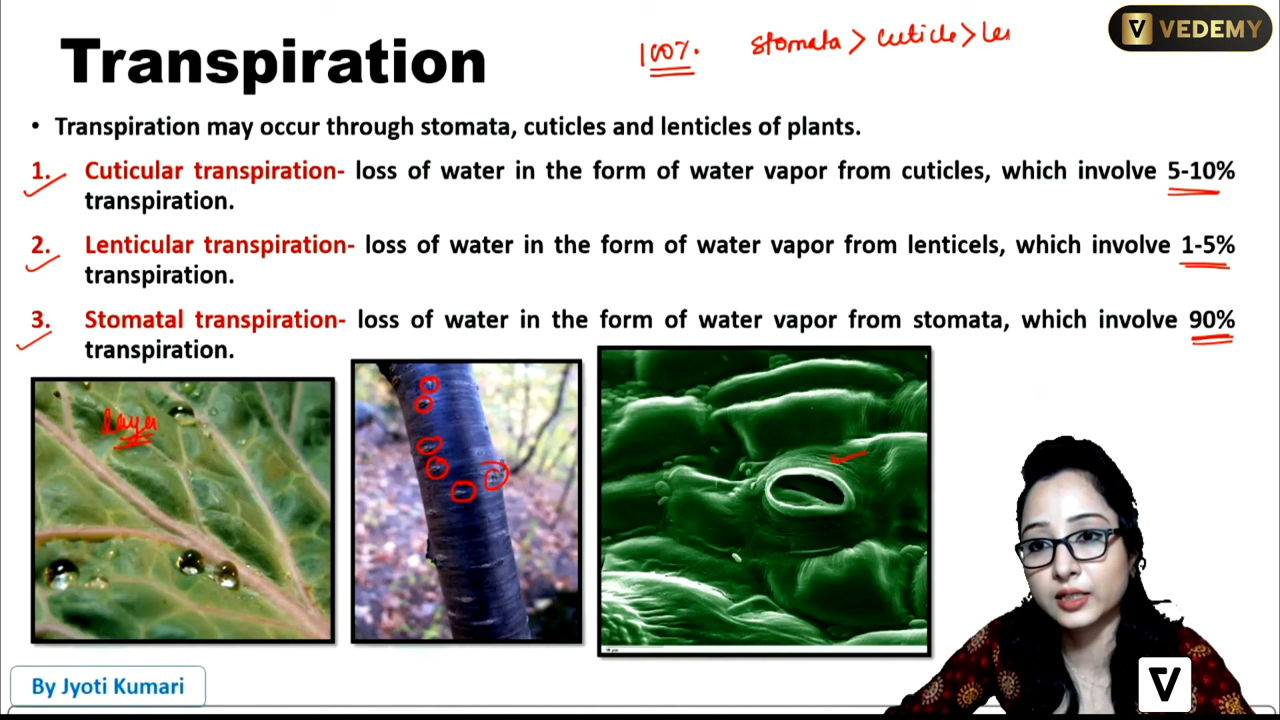 100%. stomata > cuticle > le
VEDEMY
Transpiration
• Transpiration may occur through stomata, cuticles and lenticles of plants.
1. Cuticular transpiration- loss of water in the form of water vapor from cuticles, which involve 5-10%
transpiration.
2. Lenticular transpiration- loss of water in the form of water vapor from lenticels, which involve 1-5%
transpiration.
3. Stomatal transpiration- loss of water in the form of water vapor from stomata, which involve 90%
transpiration.
layer
By Jyoti Kumari